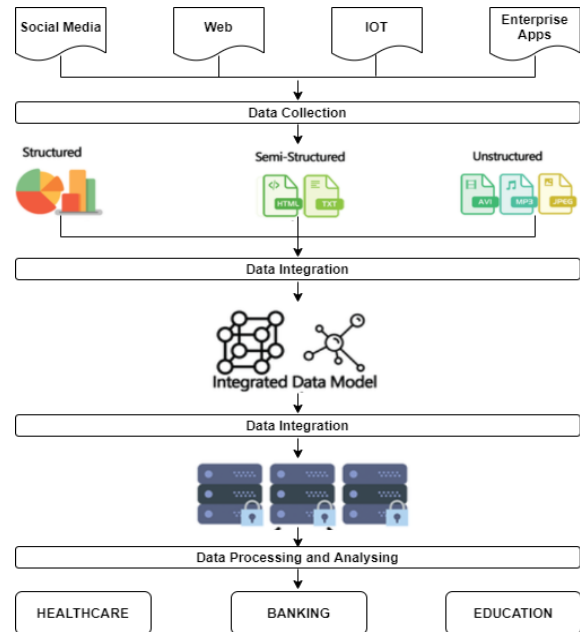 Social Media
Web
IOT
Enterprise
Apps
Data Collection
Structured
Semi-Structured
Unstructured
HTML
TXT
AVI
MP3
JPEG
Data Integration
Integrated Data Model
Data Integration
Data Processing and Analysing
HEALTHCARE
BANKING
EDUCATION